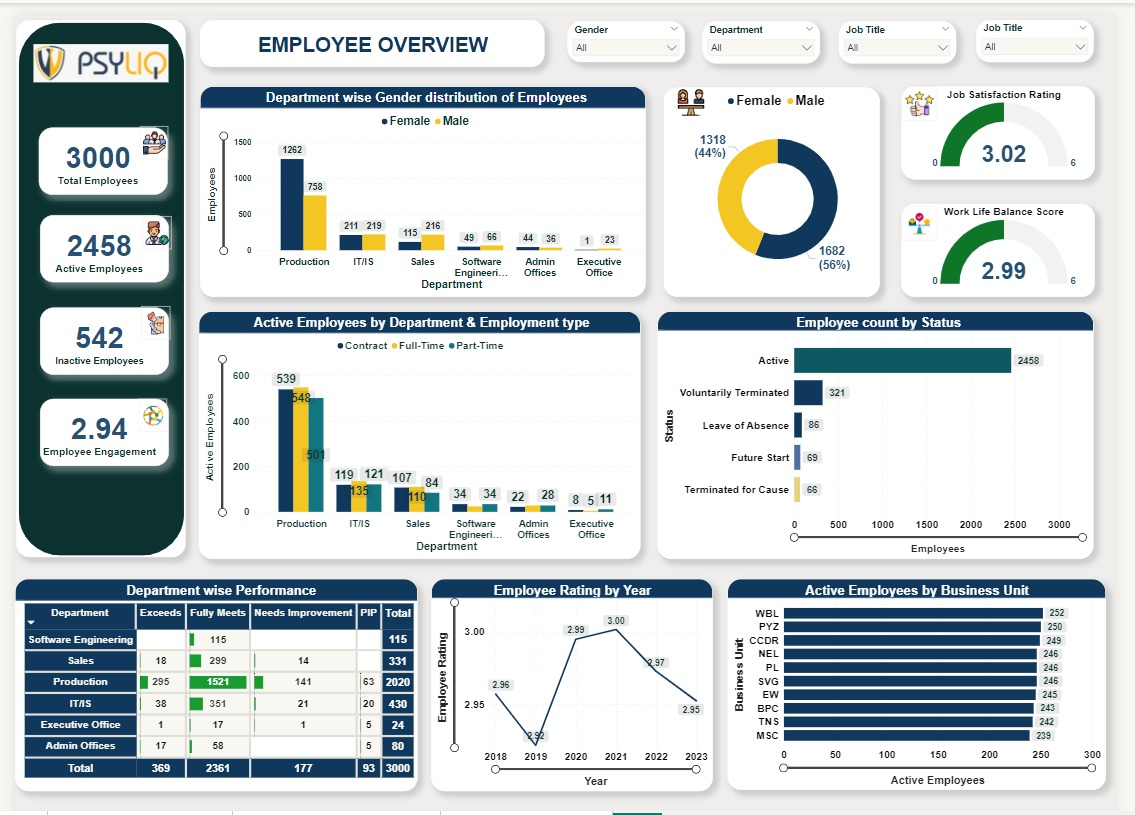 PSYLIQ
EMPLOYEE OVERVIEW
Gender
All
Department
All
Job Title
All
Job Title
All
3000
Total Employees
2458
Active Employees
542
Inactive Employees
2.94
Employee Engagement
Department wise Gender distribution of Employees
Female Male
Employees
1500
1000
500
0
1262
758
211
219
115
216
49
66
44
36
1
23
Production
IT/IS
Sales
Software
Engineeri...
Admin
Offices
Executive
Office
Department
Female Male
1318
(44%)
1682
(56%)
Job Satisfaction Rating
3.02
0
6
Work Life Balance Score
2.99
0
6
Active Employees by Department & Employment type
Contract Full-Time Part-Time
Active Employees
600
400
200
0
539
548
501
119
135
121
107
110
84
34
34
22
28
8
5
11
Production
IT/IS
Sales
Software
Engineeri...
Admin
Offices
Executive
Office
Department
Employee count by Status
Status
Active
2458
Voluntarily Terminated
321
Leave of Absence
86
Future Start
69
Terminated for Cause
66
0 500 1000 1500 2000 2500 3000
Employees
Department wise Performance
Department Exceeds Fully Meets Needs Improvement PIP Total
Software Engineering 115 115
Sales 18 299 14 331
Production 295 1521 141 63 2020
IT/IS 38 351 21 20 430
Executive Office 1 17 1 5 24
Admin Offices 17 58 5 80
Total 369 2361 177 93 3000
Employee Rating by Year
Employee Rating
3.00
2.95
2.96
2.92
2.99
3.00
2.97
2.95
2018 2019 2020 2021 2022 2023
Year
Active Employees by Business Unit
Business Unit
WBL 252
PYZ 250
CCDR 249
NEL 246
PL 246
SVG 246
EW 245
BPC 243
TNS 242
MSC 239
0 50 100 150 200 250 300
Active Employees